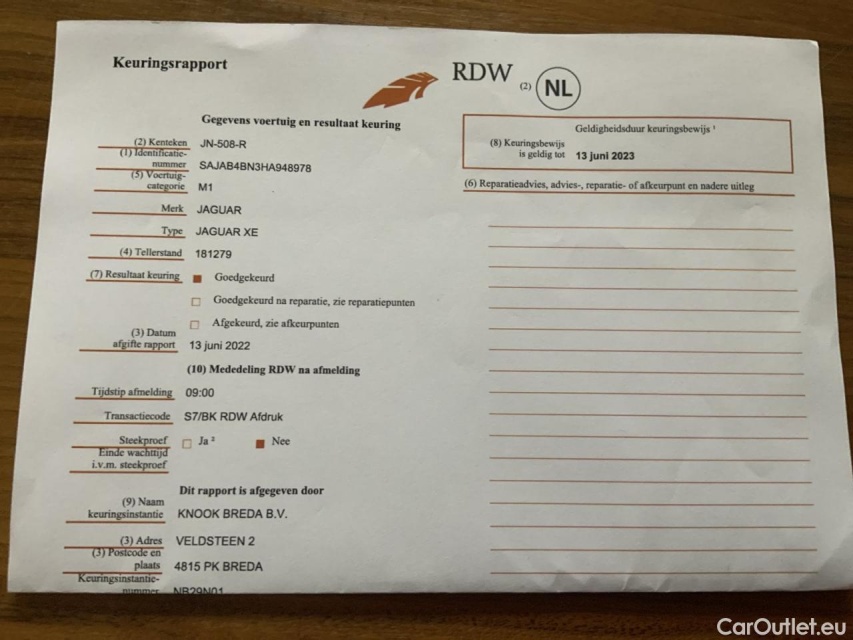 Keuringsrapport
RDW
(2) NL
Gegevens voertuig en resultaat keuring
(2) Kenteken JN-508-R
(1) Identificatie-
nummer SAJAB4BN3HA948978
(5) Voertuig-
categorie M1
Merk JAGUAR
Type JAGUAR XE
(4) Tellerstand 181279
(7) Resultaat keuring Goedgekeurd
Goedgekeurd na reparatie, zie reparatiepunten
Afgekeurd, zie afkeurpunten
(3) Datum
afgifte rapport 13 juni 2022
(10) Mededeling RDW na afmelding
Tijdstip afmelding 09:00
Transactiecode S7/BK RDW Afdruk
Steekproef Ja ² Nee
Einde wachttijd
i.v.m. steekproef
Dit rapport is afgegeven door
(9) Naam
keuringsinstantie KNOOK BREDA B.V.
(3) Adres VELDSTEEN 2
(3) Postcode en
plaats 4815 PK BREDA
Keuringsinstantie-
nummer NB29N01
Geldigheidsduur keuringsbewijs ¹
(8) Keuringsbewijs
is geldig tot 13 juni 2023
(6) Reparatieadvies, advies-, reparatie- of afkeurpunt en nadere uitleg
CarOutlet.eu